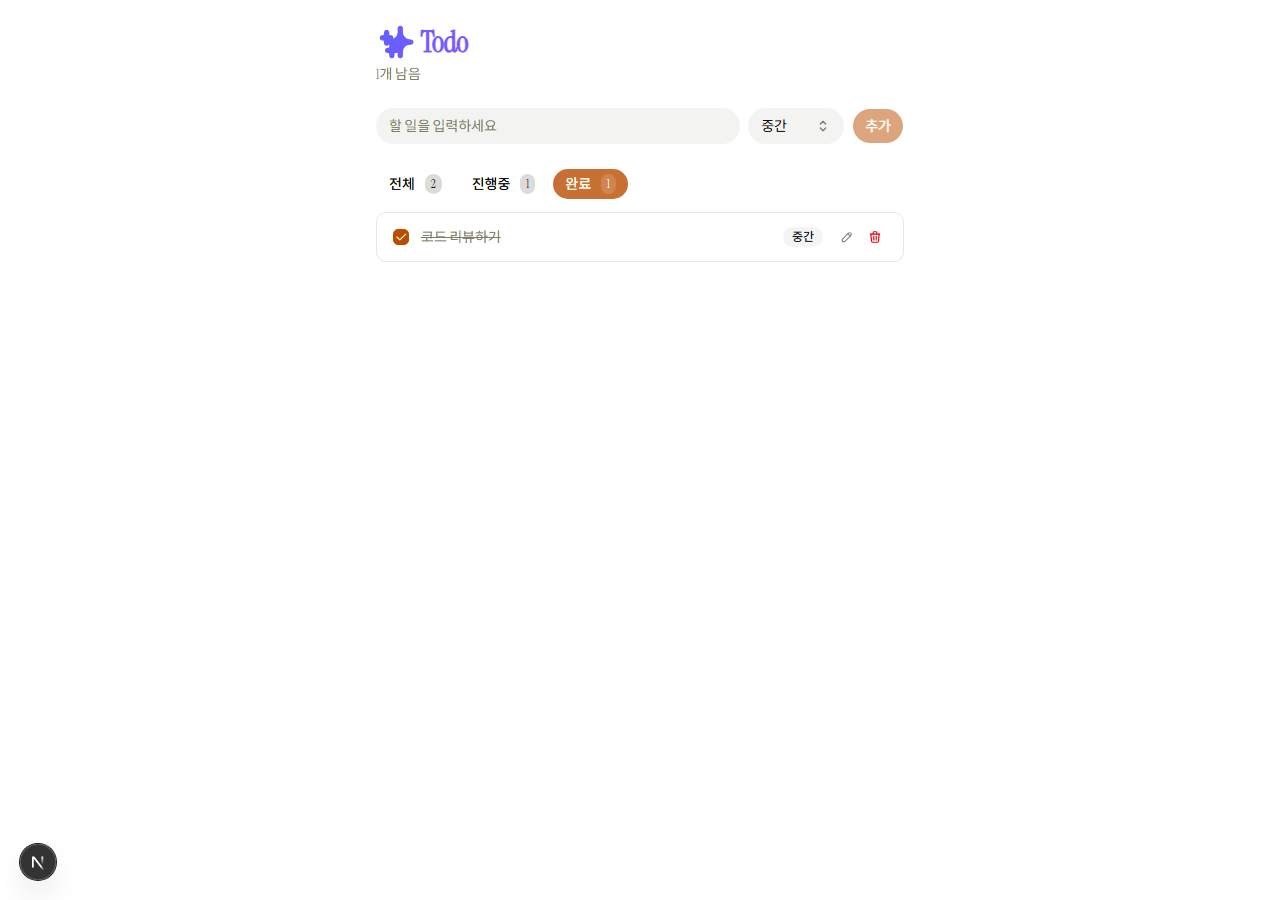 Todo
1개 남음
할 일을 입력하세요 중간 추가
전체 2 진행중 1 완료 1
코드 리뷰하기 중간
N